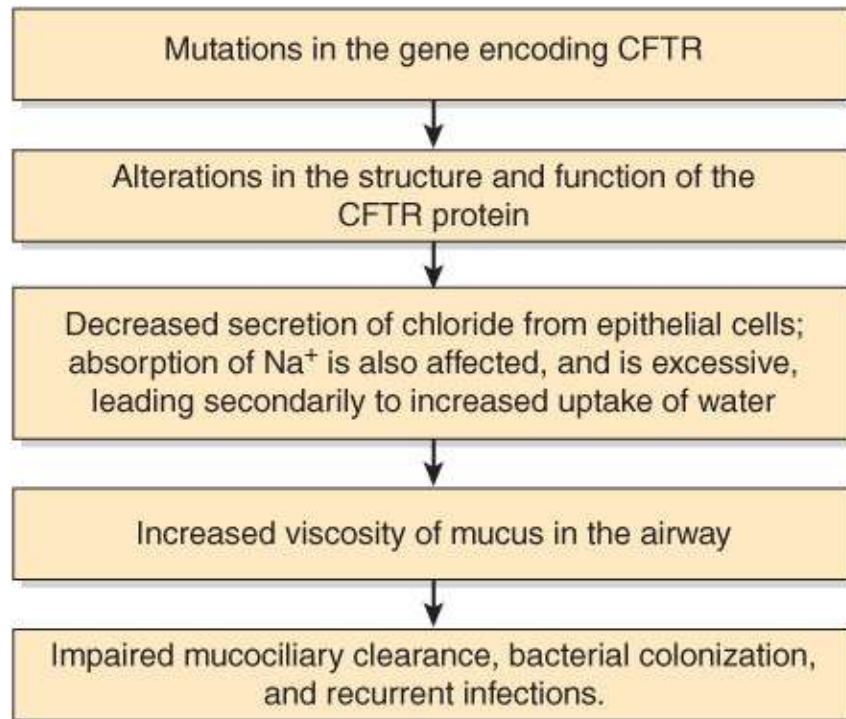 Mutations in the gene encoding CFTR
Alterations in the structure and function of the
CFTR protein
Decreased secretion of chloride from epithelial cells;
absorption of Na⁺ is also affected, and is excessive,
leading secondarily to increased uptake of water
Increased viscosity of mucus in the airway
Impaired mucociliary clearance, bacterial colonization,
and recurrent infections.